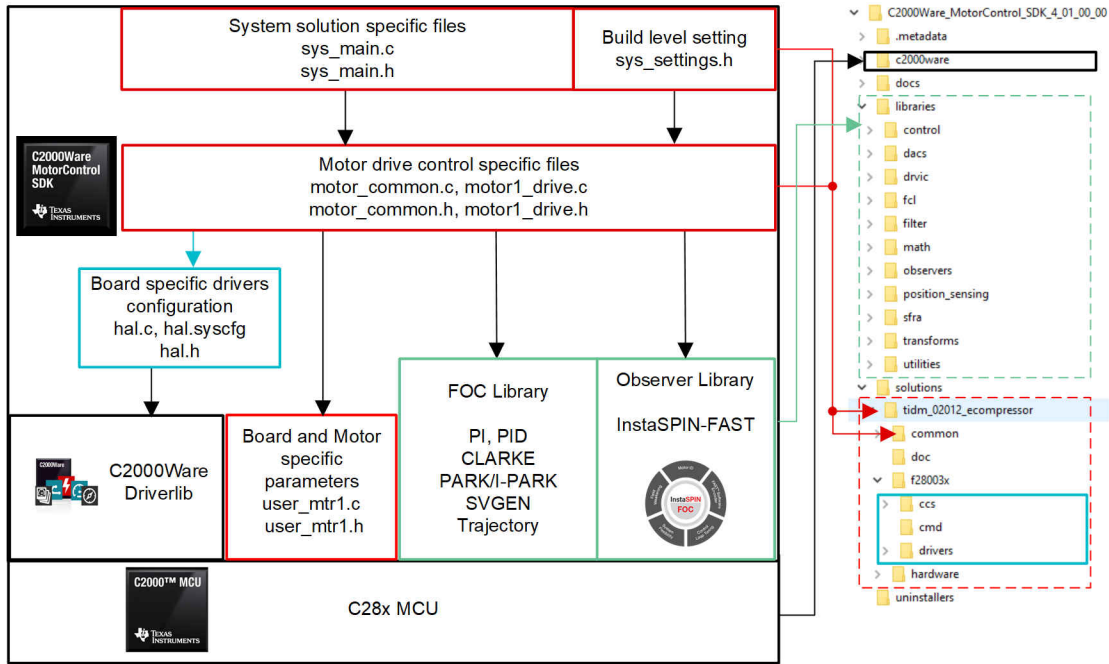 System solution specific files
sys_main.c
sys_main.h
Build level setting
sys_settings.h
C2000Ware
MotorControl
SDK
TEXAS
INSTRUMENTS
Motor drive control specific files
motor_common.c, motor1_drive.c
motor_common.h, motor1_drive.h
Board specific drivers
configuration
hal.c, hal.syscfg
hal.h
C2000Ware
C2000Ware
Driverlib
Board and Motor
specific
parameters
user_mtr1.c
user_mtr1.h
FOC Library
PI, PID
CLARKE
PARK/I-PARK
SVGEN
Trajectory
Observer Library
InstaSPIN-FAST
Motor ID
InstaSPIN
FOC
C2000™ MCU
TEXAS
INSTRUMENTS
C28x MCU
C2000Ware_MotorControl_SDK_4_01_00_00
.metadata
c2000ware
docs
libraries
control
dacs
drvic
fcl
filter
math
observers
position_sensing
sfra
transforms
utilities
solutions
tidm_02012_ecompressor
common
doc
f28003x
ccs
cmd
drivers
hardware
uninstallers